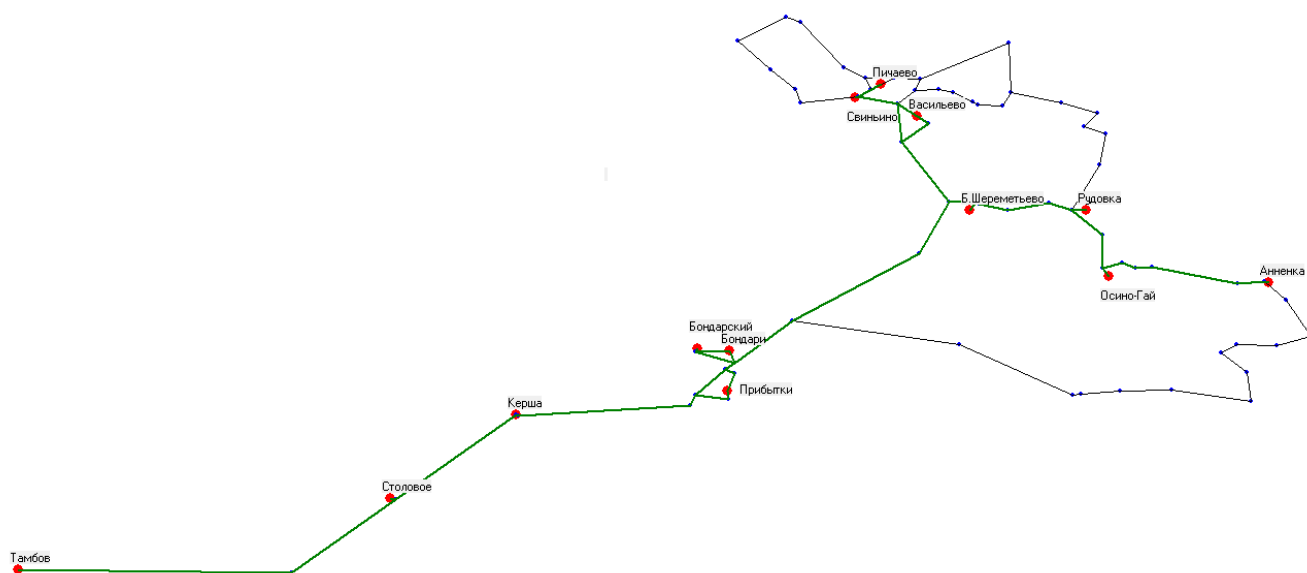 Пичаево
Васильево
Свиньино
Б.Шереметьево
Рудовка
Анненка
Осино-Гай
Бондарский
Бондари
Прибытки
Керша
Столовое
Тамбов